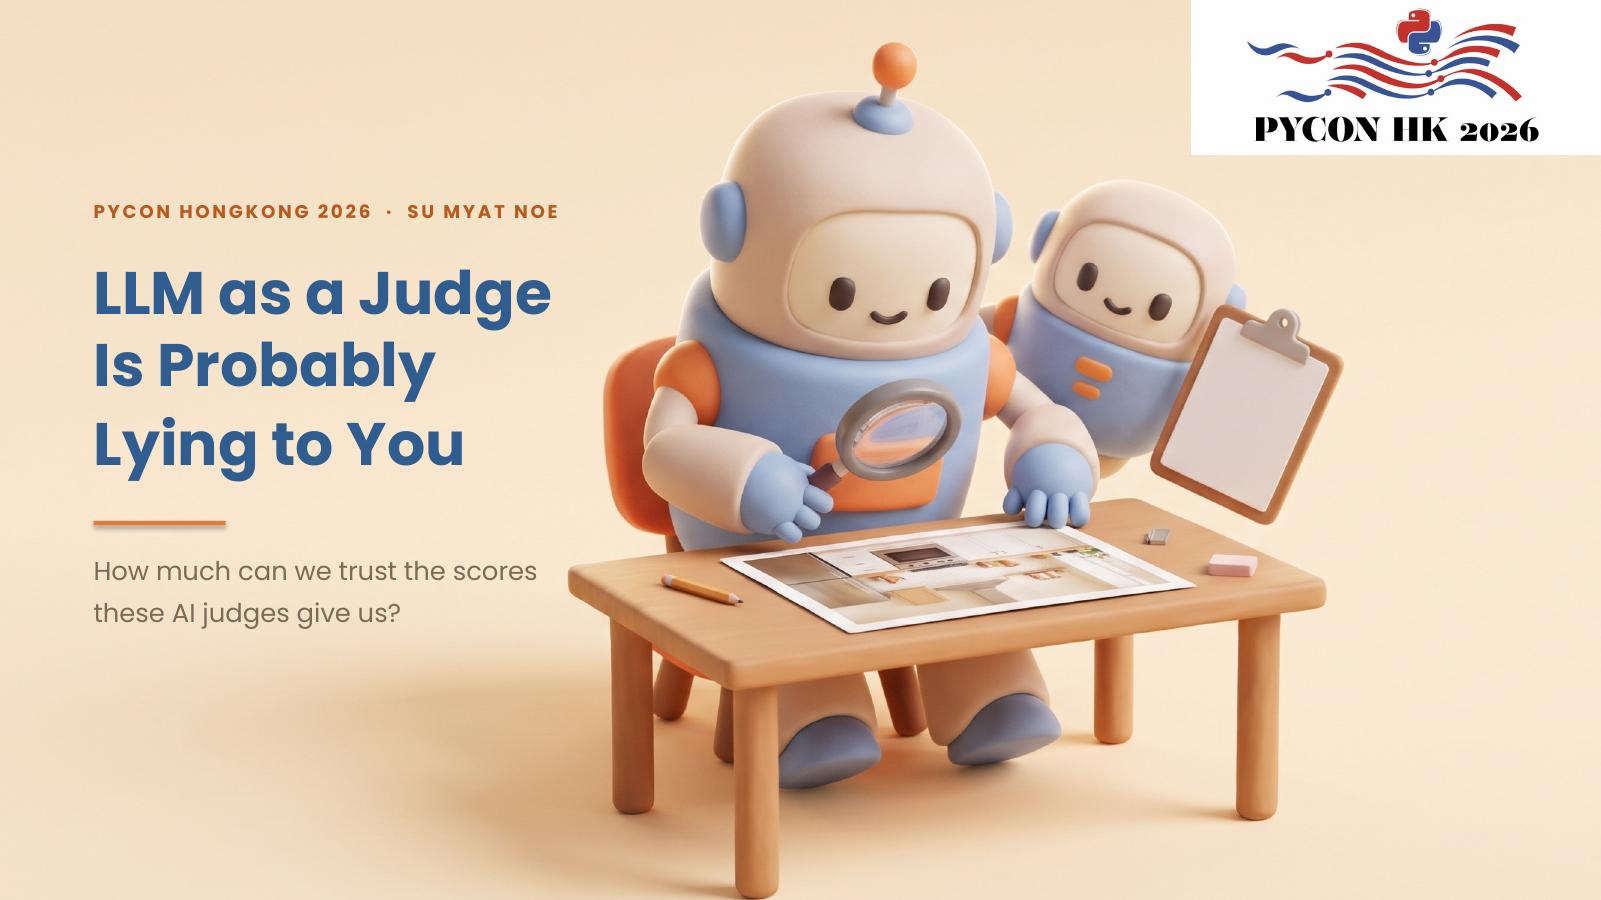 PYCON HK 2026
PYCON HONGKONG 2026 · SU MYAT NOE
LLM as a Judge
Is Probably
Lying to You
How much can we trust the scores
these AI judges give us?